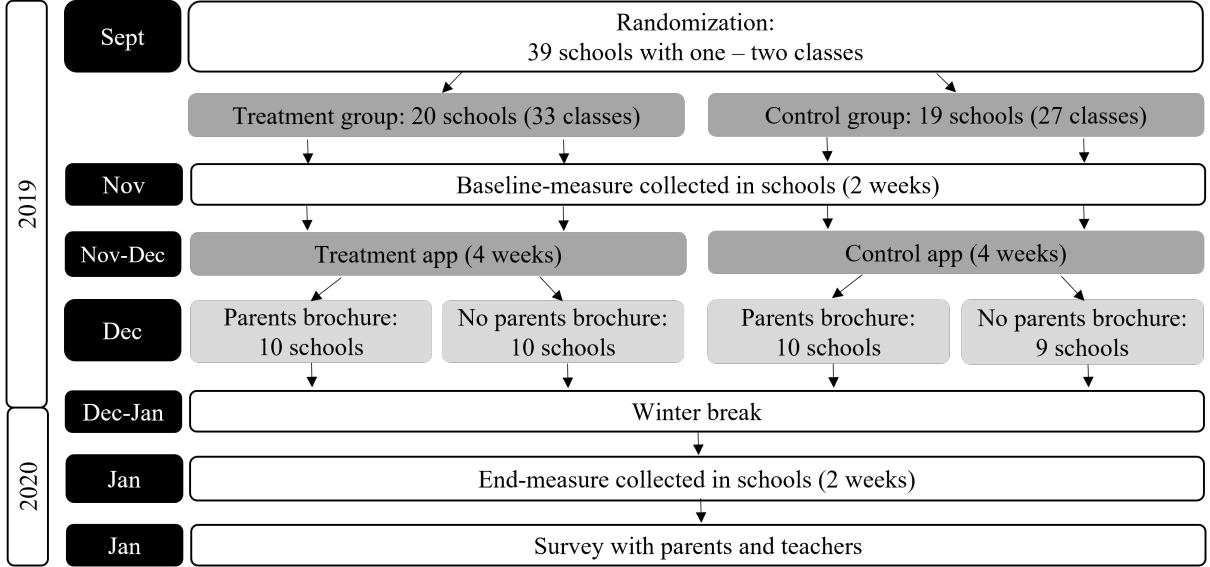 2019
2020
Sept
Randomization:
39 schools with one – two classes
Treatment group: 20 schools (33 classes)
Control group: 19 schools (27 classes)
Nov
Baseline-measure collected in schools (2 weeks)
Nov-Dec
Treatment app (4 weeks)
Control app (4 weeks)
Dec
Parents brochure:
10 schools
No parents brochure:
10 schools
Parents brochure:
10 schools
No parents brochure:
9 schools
Dec-Jan
Winter break
Jan
End-measure collected in schools (2 weeks)
Jan
Survey with parents and teachers